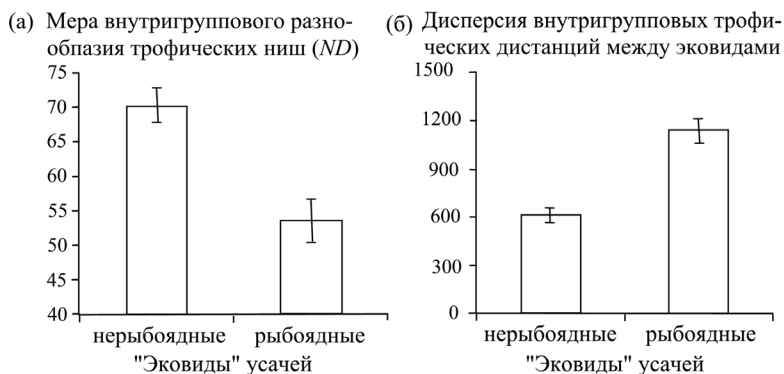 (а) Мера внутригруппового разно-
обпазия трофических ниш (ND)
75
70
65
60
55
50
45
40
нерыбоядные рыбоядные
"Эковиды" усачей
(б) Дисперсия внутригрупповых трофи-
ческих дистанций между эковидами
1500
1200
900
600
300
0
нерыбоядные рыбоядные
"Эковиды" усачей